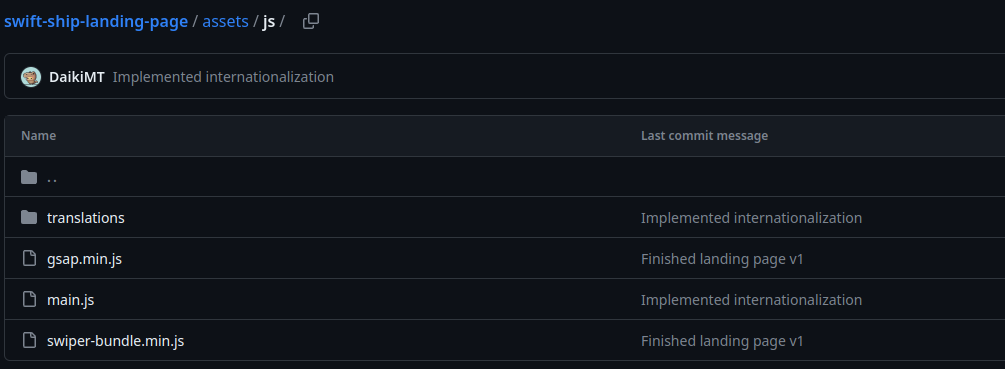 swift-ship-landing-page / assets / js /
DaikiMT Implemented internationalization
Name Last commit message
..
translations Implemented internationalization
gsap.min.js Finished landing page v1
main.js Implemented internationalization
swiper-bundle.min.js Finished landing page v1